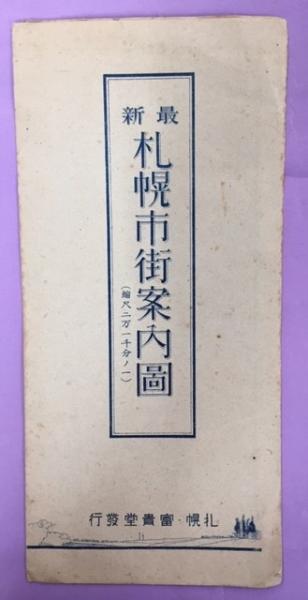 最新
札幌市街案内圖
(縮尺二万一千分ノ一)
札幌・富貴堂發行